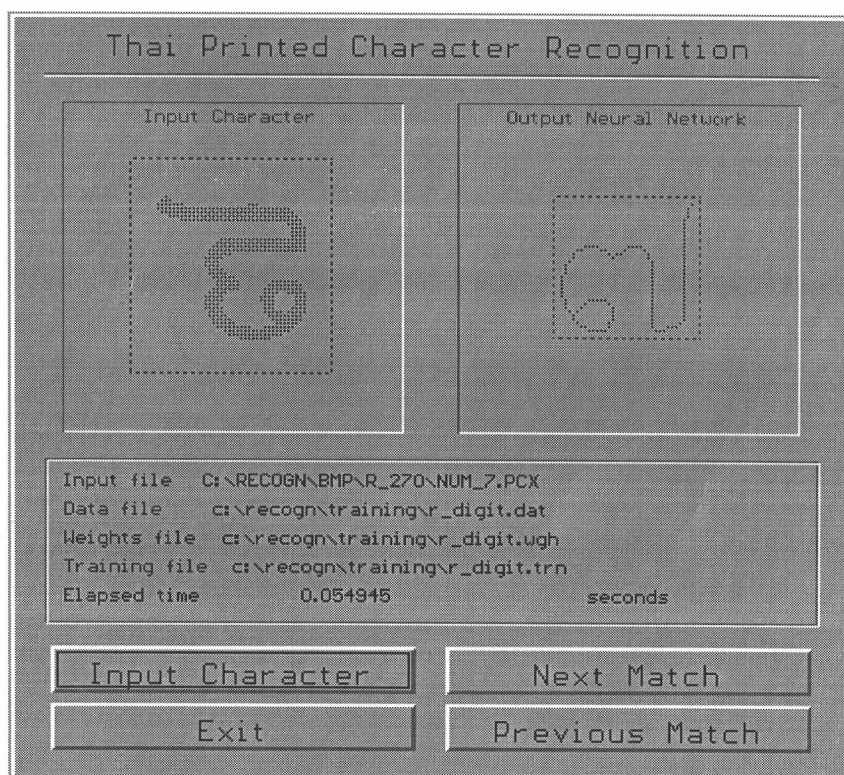 Thai Printed Character Recognition
Input Character
Output Neural Network
๗
๗
Input file C:\RECOGN\BMP\R_270\NUM_7.PCX
Data file c:\recogn\training\r_digit.dat
Weights file c:\recogn\training\r_digit.wgh
Training file c:\recogn\training\r_digit.trn
Elapsed time 0.054945 seconds
Input Character
Next Match
Exit
Previous Match